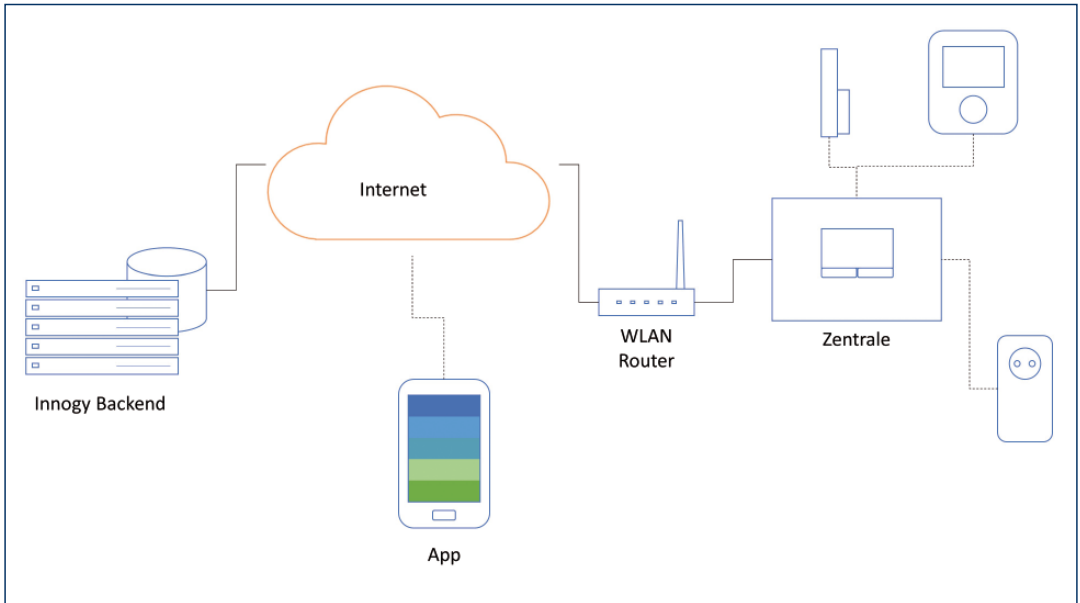 Internet
WLAN
Router
Zentrale
Innogy Backend
App